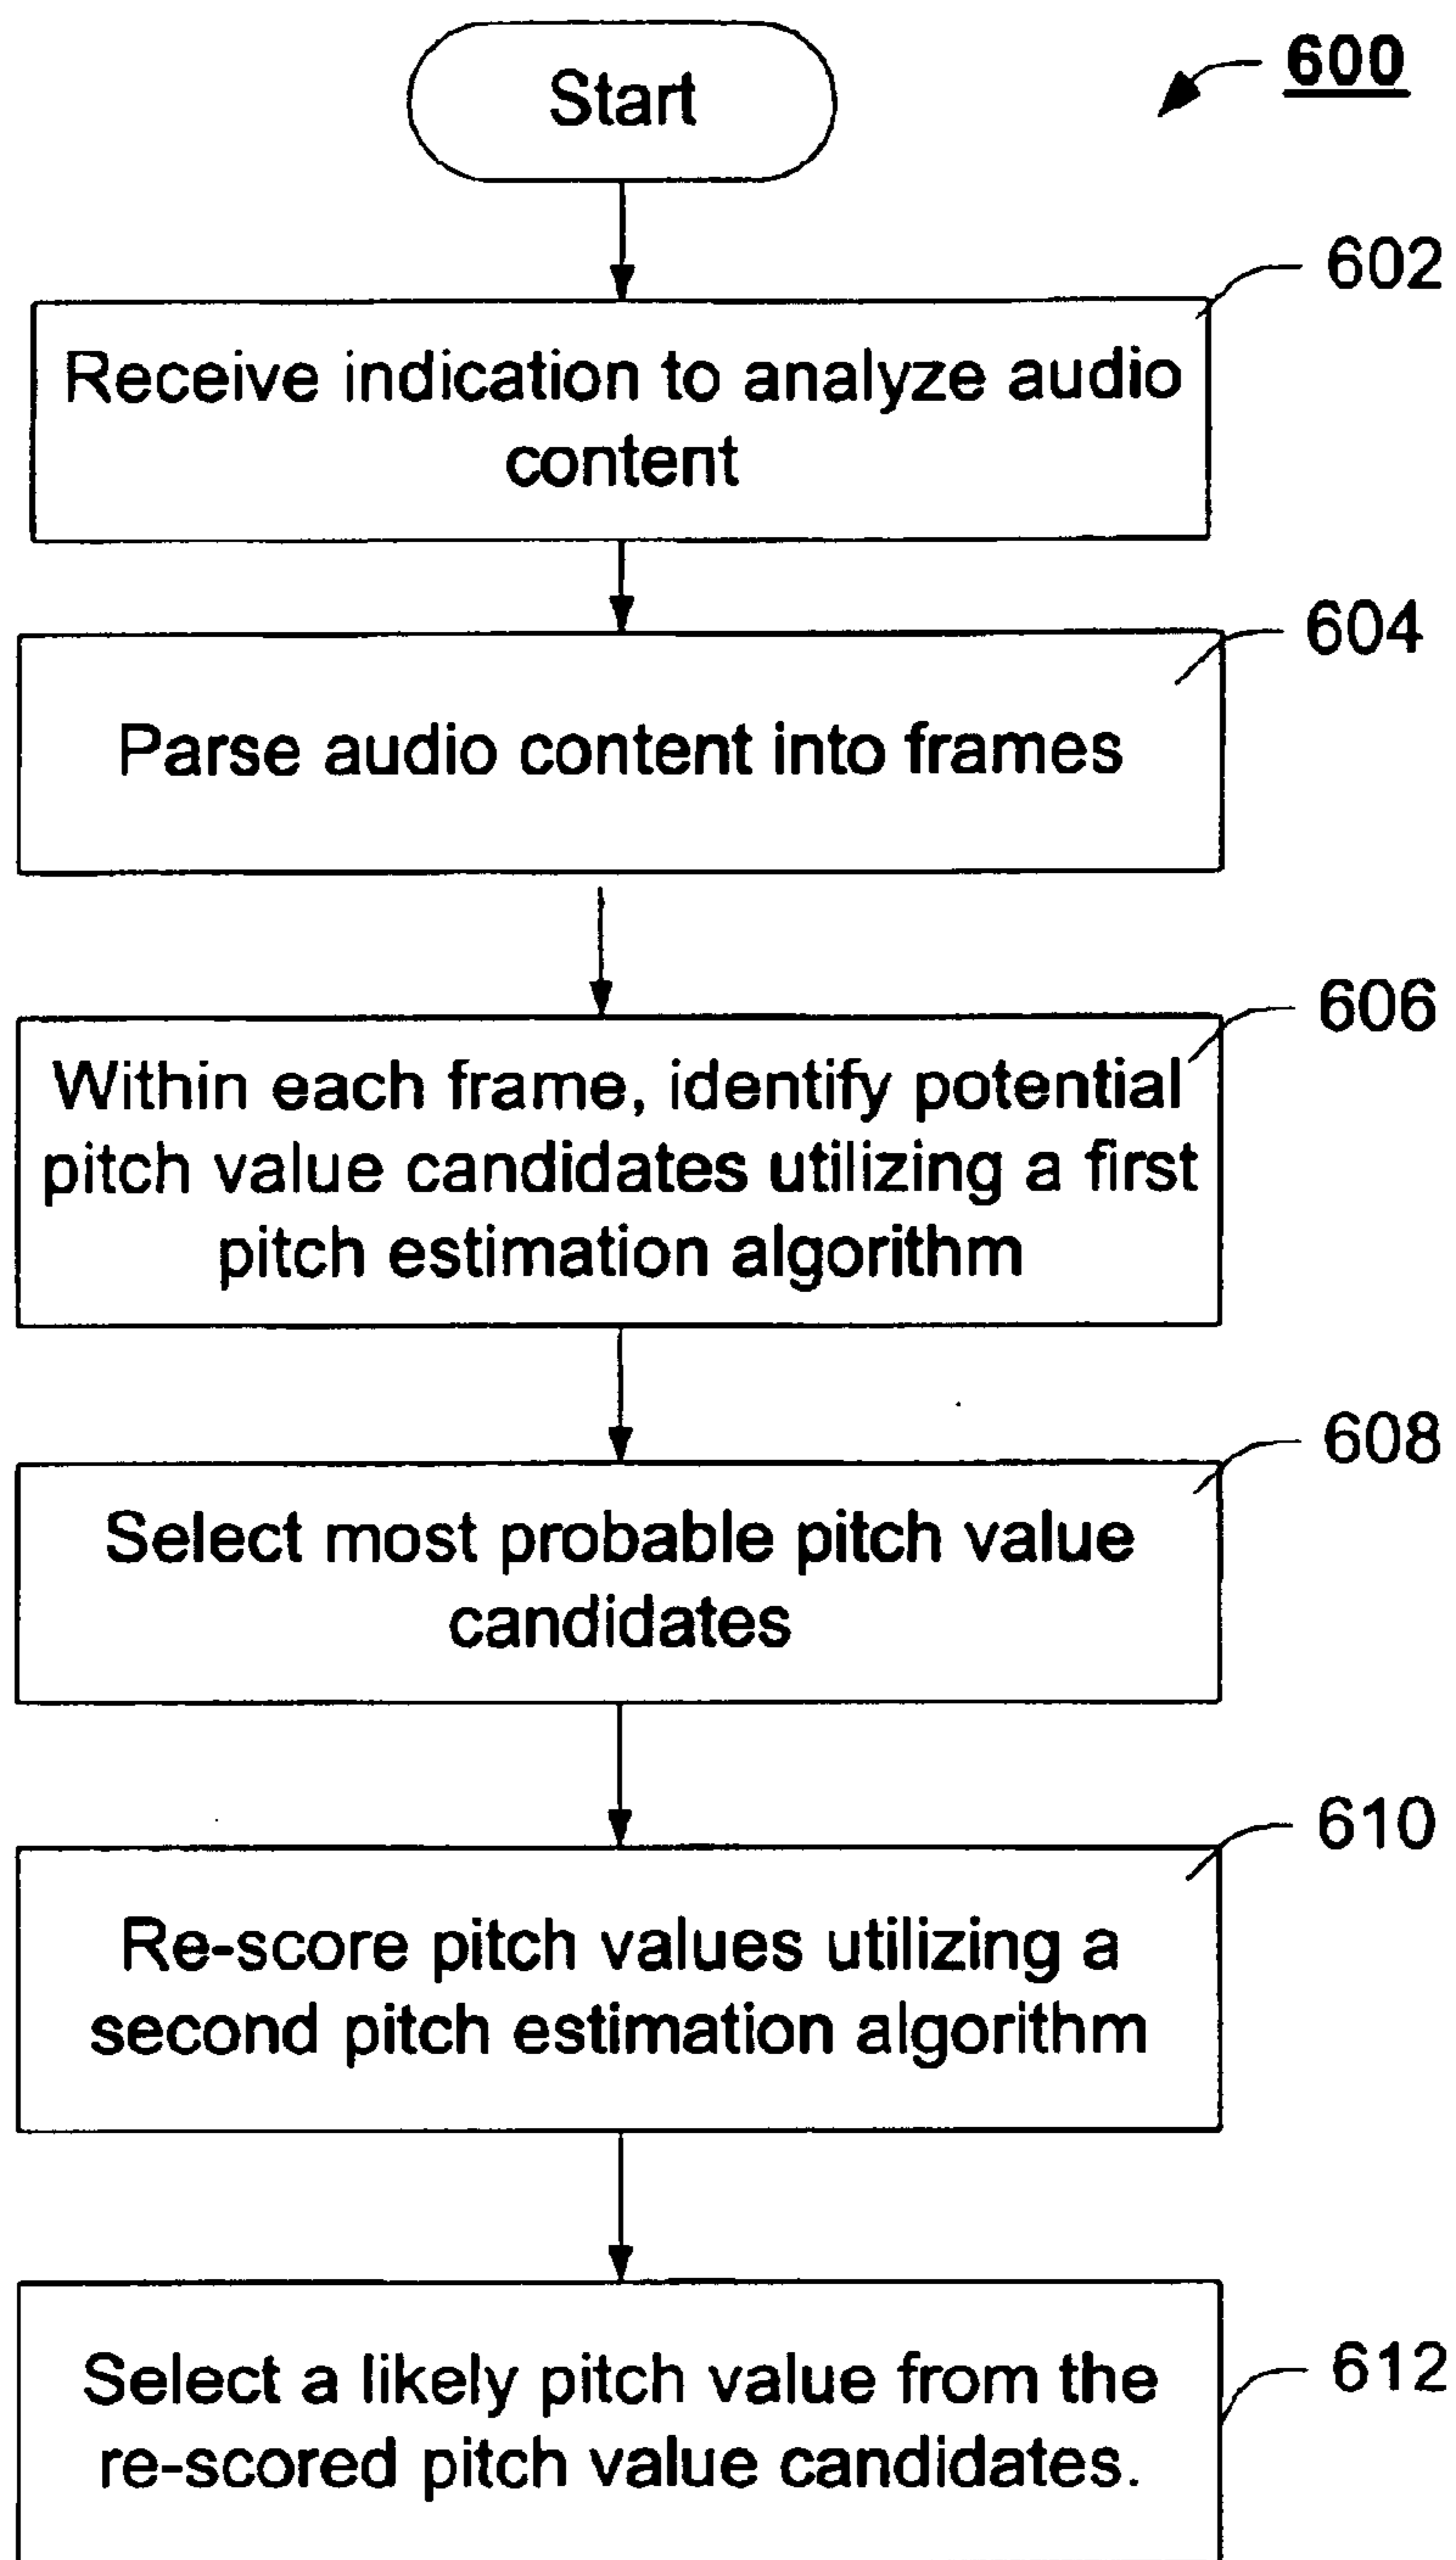 Start
600
602
Receive indication to analyze audio
content
604
Parse audio content into frames
606
Within each frame, identify potential
pitch value candidates utilizing a first
pitch estimation algorithm
608
Select most probable pitch value
candidates
610
Re-score pitch values utilizing a
second pitch estimation algorithm
612
Select a likely pitch value from the
re-scored pitch value candidates.